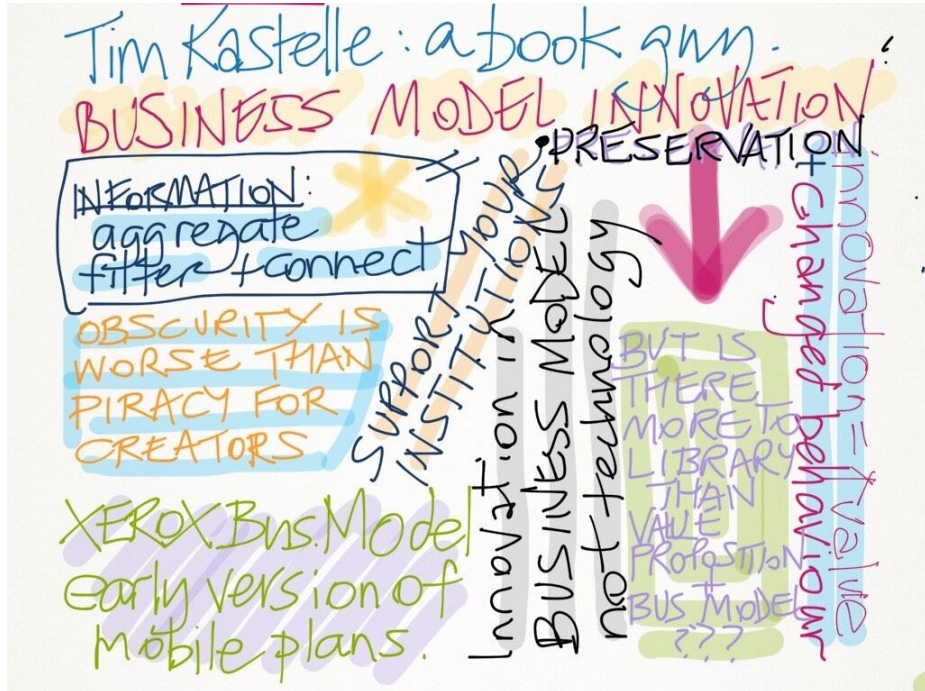 Tim Kastelle: a book guy.
BUSINESS MODEL INNOVATION
• PRESERVATION
INFORMATION:
aggregate
filter + connect
SUPPORT YOUR
INSTITUTIONS
OBSCURITY IS
WORSE THAN
PIRACY FOR
CREATORS
XEROX Bus. Model
early version of
mobile plans.
Innovation in
BUSINESS MODEL
not technology
BUT IS
THERE
MORE TO
LIBRARY
THAN
VALUE
PROPOSITION
+
BUS MODEL
???
innovation = *value
+ changed behaviour